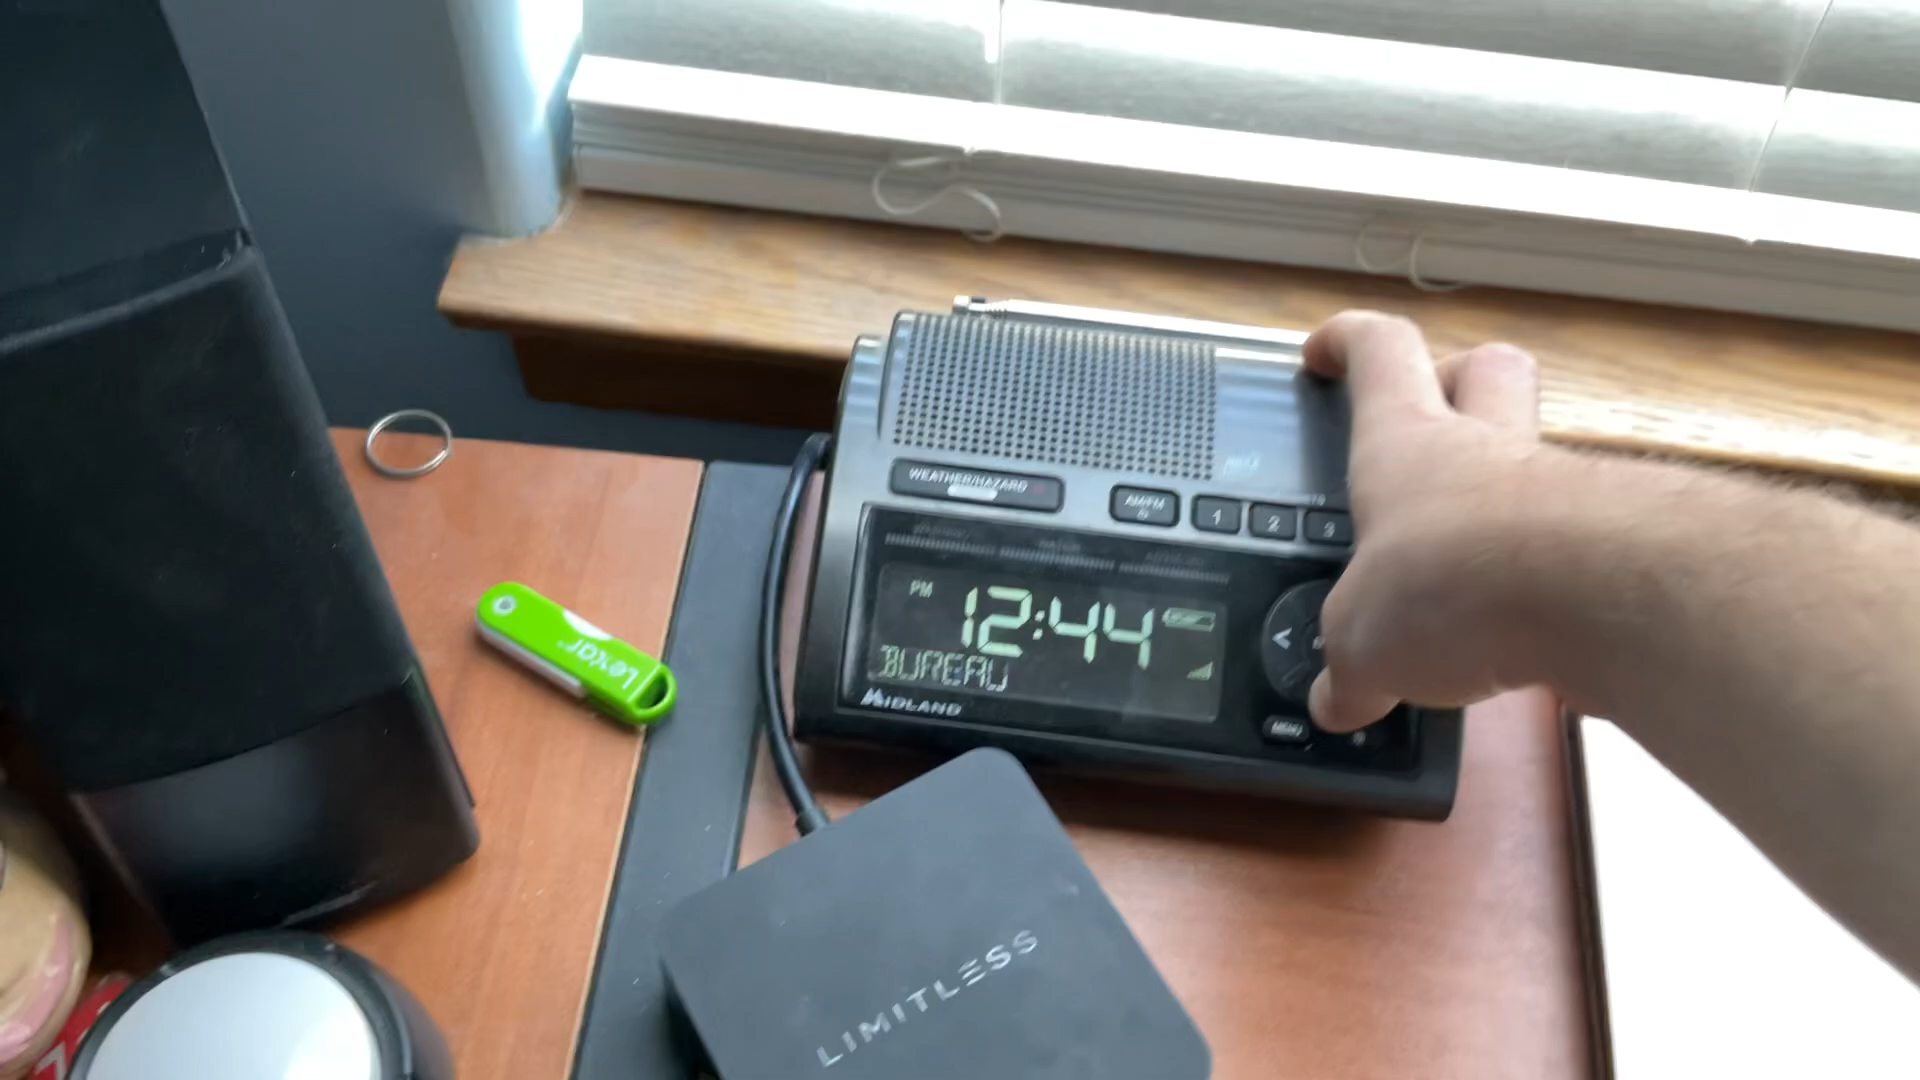 WEATHER/HAZARD
AM/FM
1
2
3
PM
12:44
BUREAU
MIDLAND
MENU
Lexar
LIMITLESS